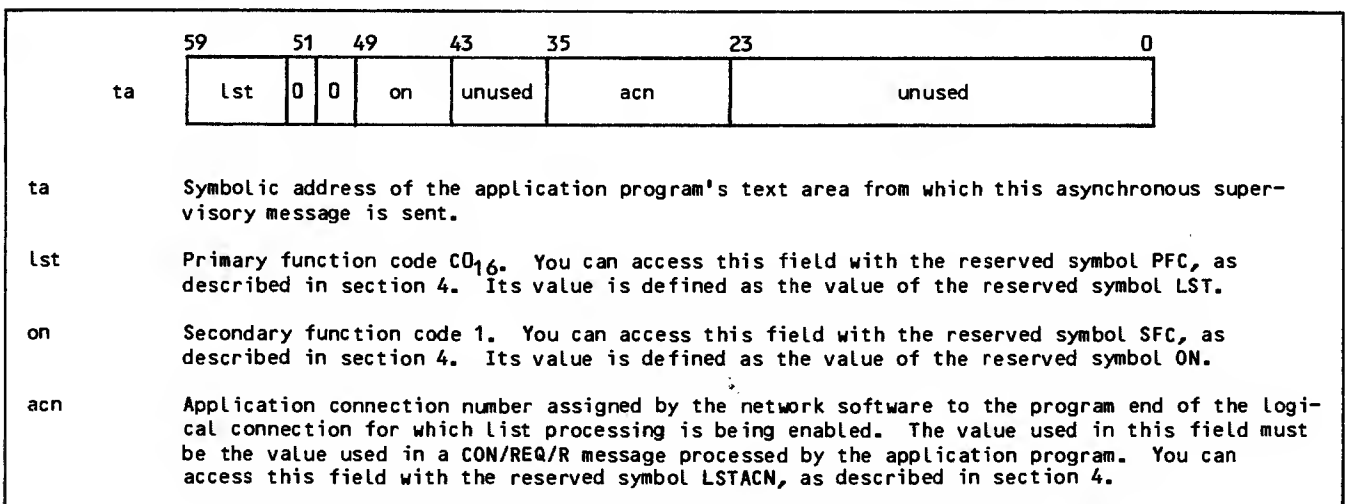 59 51 49 43 35 23 0
ta lst 0 0 on unused acn unused
ta Symbolic address of the application program's text area from which this asynchronous super-
visory message is sent.
lst Primary function code C0₁₆. You can access this field with the reserved symbol PFC, as
described in section 4. Its value is defined as the value of the reserved symbol LST.
on Secondary function code 1. You can access this field with the reserved symbol SFC, as
described in section 4. Its value is defined as the value of the reserved symbol ON.
acn Application connection number assigned by the network software to the program end of the logi-
cal connection for which list processing is being enabled. The value used in this field must
be the value used in a CON/REQ/R message processed by the application program. You can
access this field with the reserved symbol LSTACN, as described in section 4.